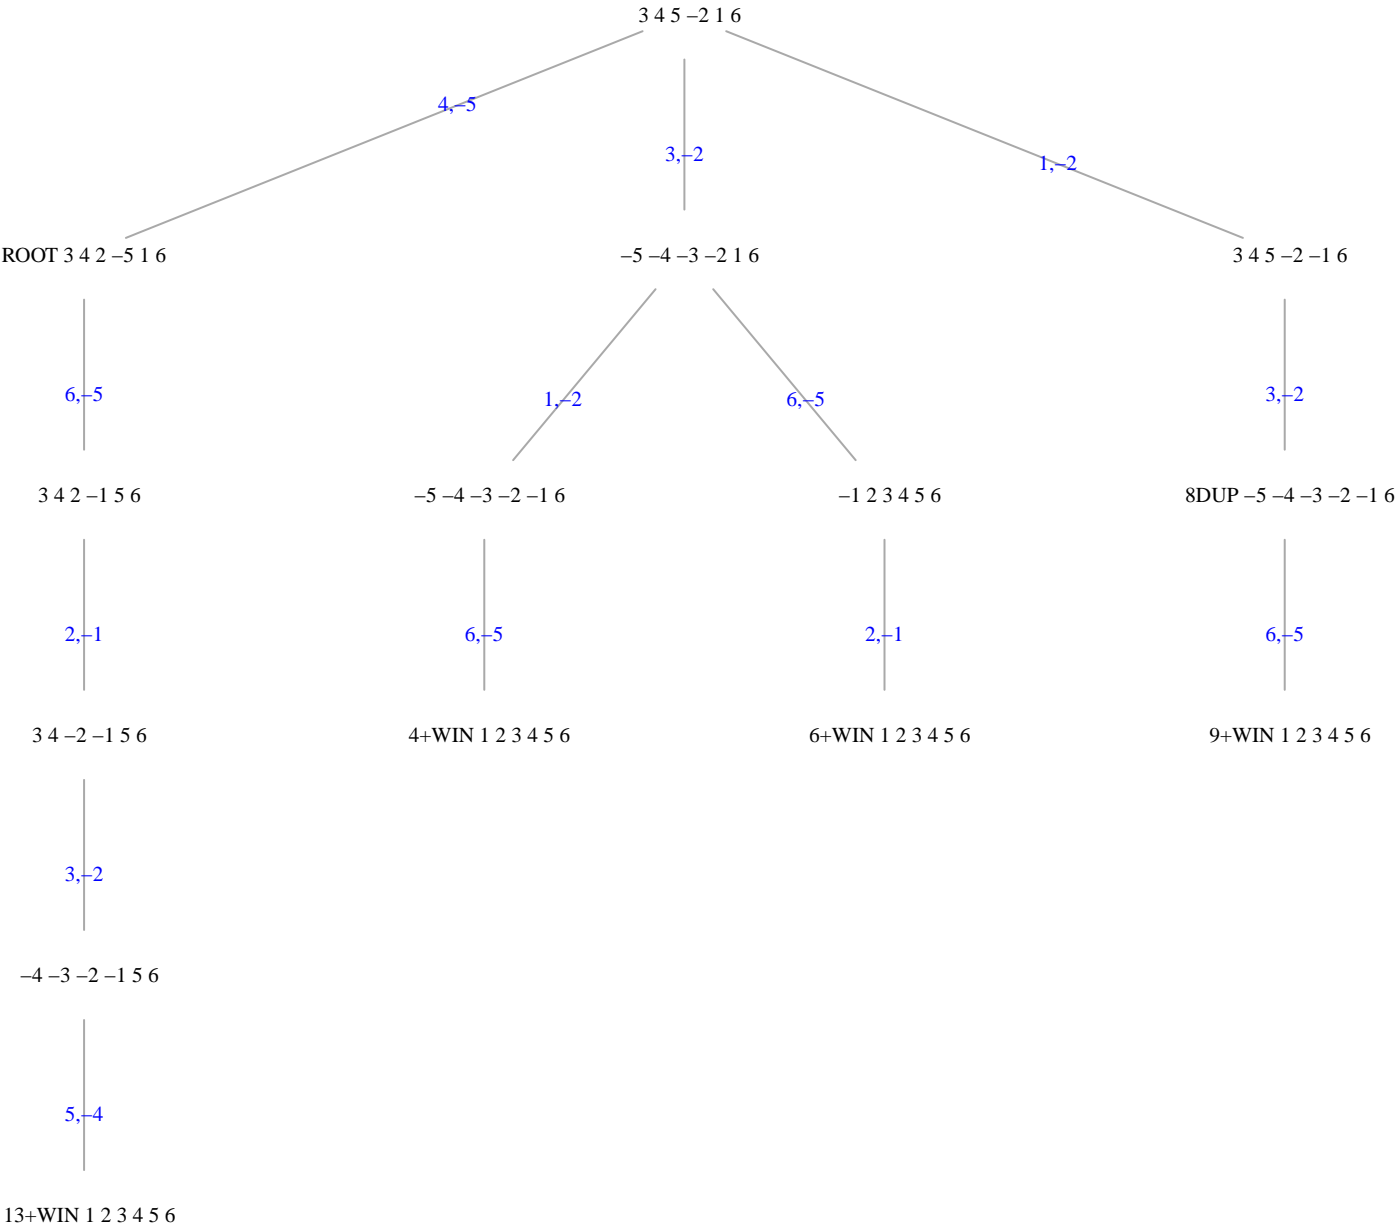 3 4 5 –2 1 6
4,–5
3,–2
1,–2
ROOT 3 4 2 –5 1 6
–5 –4 –3 –2 1 6
3 4 5 –2 –1 6
6,–5
1,–2
6,–5
3,–2
3 4 2 –1 5 6
–5 –4 –3 –2 –1 6
–1 2 3 4 5 6
8DUP –5 –4 –3 –2 –1 6
2,–1
6,–5
2,–1
6,–5
3 4 –2 –1 5 6
4+WIN 1 2 3 4 5 6
6+WIN 1 2 3 4 5 6
9+WIN 1 2 3 4 5 6
3,–2
–4 –3 –2 –1 5 6
5,–4
13+WIN 1 2 3 4 5 6